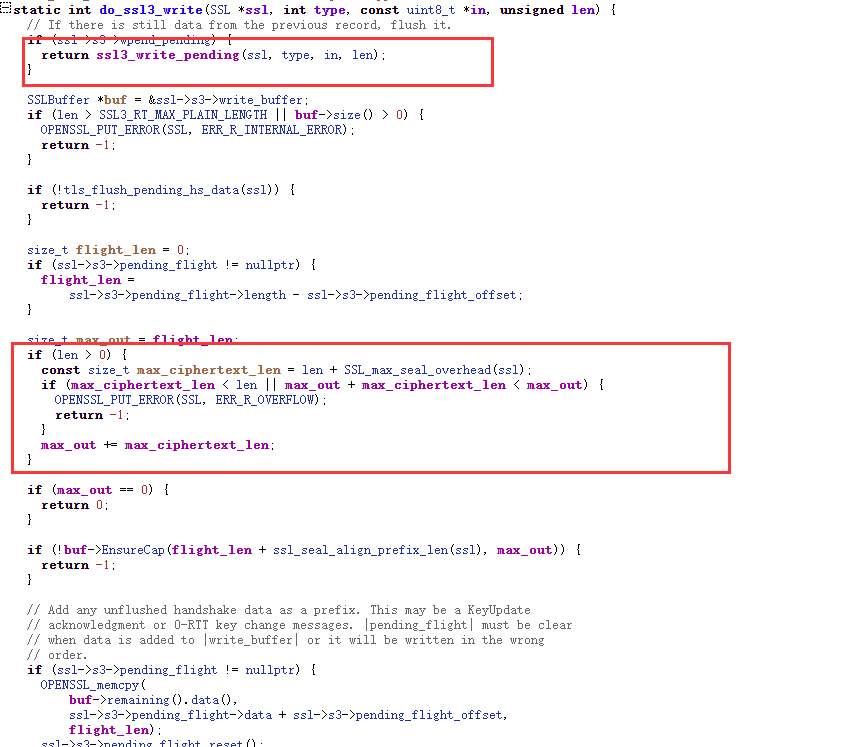 static int do_ssl3_write(SSL *ssl, int type, const uint8_t *in, unsigned len) {
  // If there is still data from the previous record, flush it.
  if (ssl->s3->wpend_pending) {
    return ssl3_write_pending(ssl, type, in, len);
  }
  SSLBuffer *buf = &ssl->s3->write_buffer;
  if (len > SSL3_RT_MAX_PLAIN_LENGTH || buf->size() > 0) {
    OPENSSL_PUT_ERROR(SSL, ERR_R_INTERNAL_ERROR);
    return -1;
  }
  if (!tls_flush_pending_hs_data(ssl)) {
    return -1;
  }
  size_t flight_len = 0;
  if (ssl->s3->pending_flight != nullptr) {
    flight_len =
        ssl->s3->pending_flight->length - ssl->s3->pending_flight_offset;
  }
  size_t max_out = flight_len;
  if (len > 0) {
    const size_t max_ciphertext_len = len + SSL_max_seal_overhead(ssl);
    if (max_ciphertext_len < len || max_out + max_ciphertext_len < max_out) {
      OPENSSL_PUT_ERROR(SSL, ERR_R_OVERFLOW);
      return -1;
    }
    max_out += max_ciphertext_len;
  }
  if (max_out == 0) {
    return 0;
  }
  if (!buf->EnsureCap(flight_len + ssl_seal_align_prefix_len(ssl), max_out)) {
    return -1;
  }
  // Add any unflushed handshake data as a prefix. This may be a KeyUpdate
  // acknowledgment or 0-RTT key change messages. |pending_flight| must be clear
  // when data is added to |write_buffer| or it will be written in the wrong
  // order.
  if (ssl->s3->pending_flight != nullptr) {
    OPENSSL_memcpy(
        buf->remaining().data(),
        ssl->s3->pending_flight->data + ssl->s3->pending_flight_offset,
        flight_len);
    ssl->s3->pending_flight.reset();